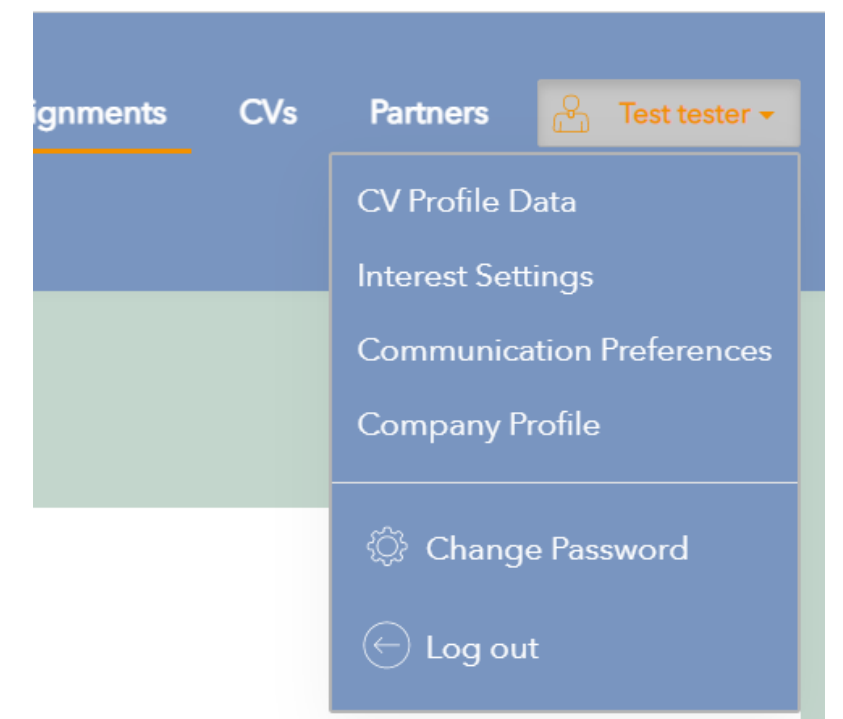 ignments CVs Partners Test tester
CV Profile Data
Interest Settings
Communication Preferences
Company Profile
Change Password
Log out